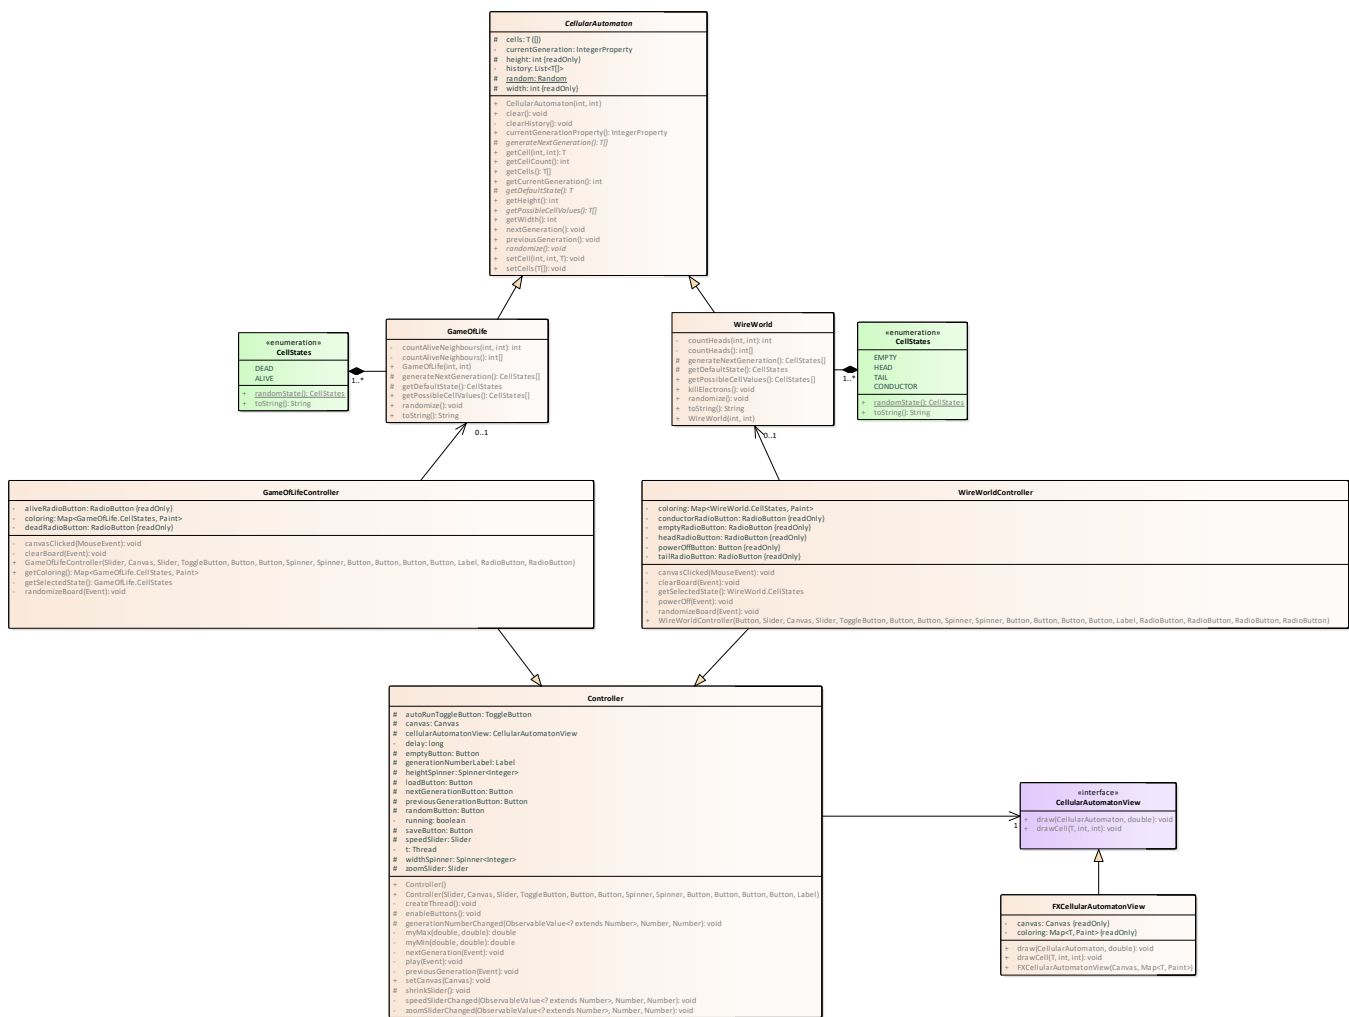 CellularAutomaton
# cells: T ([])
- currentGeneration: IntegerProperty
# height: int {readOnly}
- history: List<T[]>
# random: Random
# width: int {readOnly}
+ CellularAutomaton(int, int)
+ clear(): void
- clearHistory(): void
+ currentGenerationProperty(): IntegerProperty
# generateNextGeneration(): T[]
+ getCell(int, int): T
+ getCellCount(): int
+ getCells(): T[]
+ getCurrentGeneration(): int
# getDefaultState(): T
+ getHeight(): int
+ getPossibleCellValues(): T[]
+ getWidth(): int
+ nextGeneration(): void
+ previousGeneration(): void
+ randomize(): void
+ setCell(int, int, T): void
+ setCells(T[]): void
«enumeration»
CellStates
DEAD
ALIVE
+ randomState(): CellStates
+ toString(): String
1..*
GameOfLife
- countAliveNeighbours(int, int): int
- countAliveNeighbours(): int[]
+ GameOfLife(int, int)
# generateNextGeneration(): CellStates[]
# getDefaultState(): CellStates
+ getPossibleCellValues(): CellStates[]
+ randomize(): void
+ toString(): String
0..1
WireWorld
- countHeads(int, int): int
- countHeads(): int[]
# generateNextGeneration(): CellStates[]
# getDefaultState(): CellStates
+ getPossibleCellValues(): CellStates[]
+ killElectrons(): void
+ randomize(): void
+ toString(): String
+ WireWorld(int, int)
0..1
1..*
«enumeration»
CellStates
EMPTY
HEAD
TAIL
CONDUCTOR
+ randomState(): CellStates
+ toString(): String
GameOfLifeController
- aliveRadioButton: RadioButton {readOnly}
- coloring: Map<GameOfLife.CellStates, Paint>
- deadRadioButton: RadioButton {readOnly}
- canvasClicked(MouseEvent): void
- clearBoard(Event): void
+ GameOfLifeController(Slider, Canvas, Slider, ToggleButton, Button, Button, Spinner, Spinner, Button, Button, Button, Button, Label, RadioButton, RadioButton)
+ getColoring(): Map<GameOfLife.CellStates, Paint>
- getSelectedState(): GameOfLife.CellStates
- randomizeBoard(Event): void
WireWorldController
- coloring: Map<WireWorld.CellStates, Paint>
- conductorRadioButton: RadioButton {readOnly}
- emptyRadioButton: RadioButton {readOnly}
- headRadioButton: RadioButton {readOnly}
- powerOffButton: Button {readOnly}
- tailRadioButton: RadioButton {readOnly}
- canvasClicked(MouseEvent): void
- clearBoard(Event): void
- getSelectedState(): WireWorld.CellStates
- powerOff(Event): void
- randomizeBoard(Event): void
+ WireWorldController(Button, Slider, Canvas, Slider, ToggleButton, Button, Button, Spinner, Spinner, Button, Button, Button, Button, Label, RadioButton, RadioButton, RadioButton, RadioButton)
Controller
# autoRunToggleButton: ToggleButton
# canvas: Canvas
# cellularAutomatonView: CellularAutomatonView
- delay: long
# emptyButton: Button
# generationNumberLabel: Label
# heightSpinner: Spinner<Integer>
# loadButton: Button
# nextGenerationButton: Button
# previousGenerationButton: Button
# randomButton: Button
- running: boolean
# saveButton: Button
# speedSlider: Slider
- t: Thread
# widthSpinner: Spinner<Integer>
# zoomSlider: Slider
+ Controller()
+ Controller(Slider, Canvas, Slider, ToggleButton, Button, Button, Spinner, Spinner, Button, Button, Button, Button, Label)
- createThread(): void
# enableButtons(): void
# generationNumberChanged(ObservableValue<? extends Number>, Number, Number): void
- myMax(double, double): double
- myMin(double, double): double
- nextGeneration(Event): void
- play(Event): void
- previousGeneration(Event): void
+ setCanvas(Canvas): void
# shrinkSlider(): void
- speedSliderChanged(ObservableValue<? extends Number>, Number, Number): void
- zoomSliderChanged(ObservableValue<? extends Number>, Number, Number): void
1
«interface»
CellularAutomatonView
+ draw(CellularAutomaton, double): void
+ drawCell(T, int, int): void
FXCellularAutomatonView
- canvas: Canvas {readOnly}
- coloring: Map<T, Paint> {readOnly}
+ draw(CellularAutomaton, double): void
+ drawCell(T, int, int): void
+ FXCellularAutomatonView(Canvas, Map<T, Paint>)